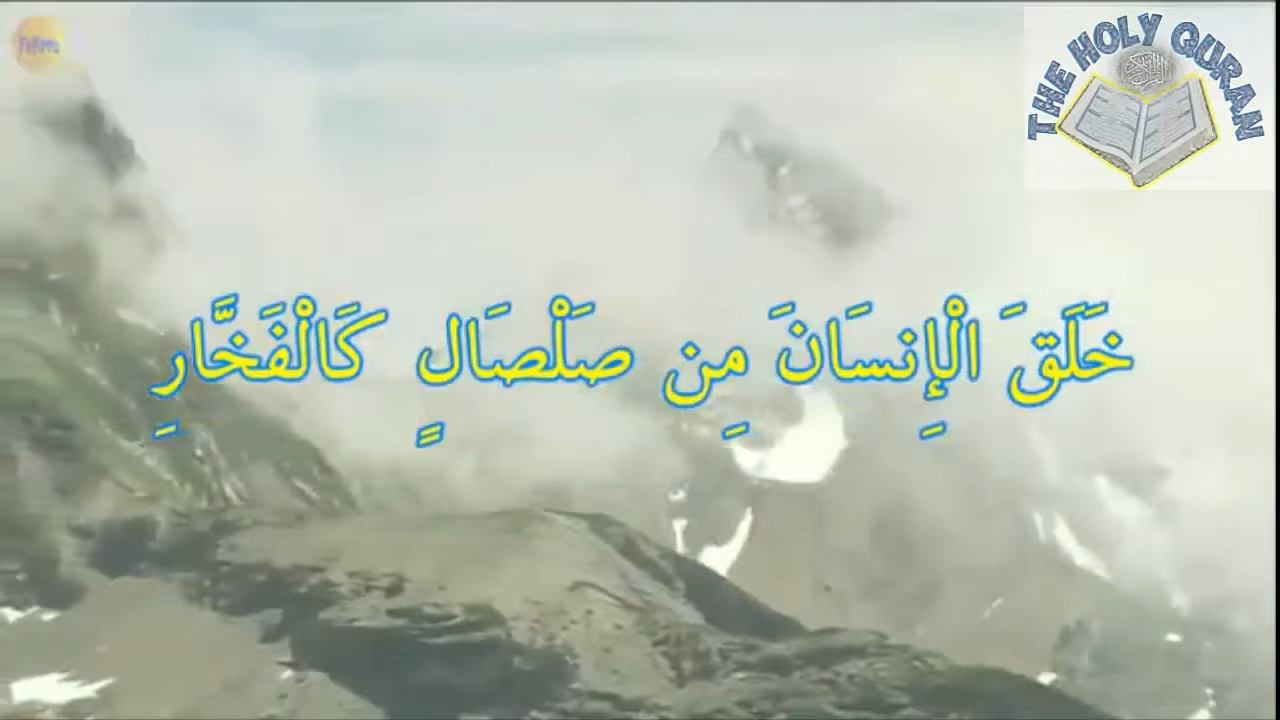 THE HOLY QURAN
خَلَقَ الْإِنسَانَ مِن صَلْصَالٍ كَالْفَخَّارِ